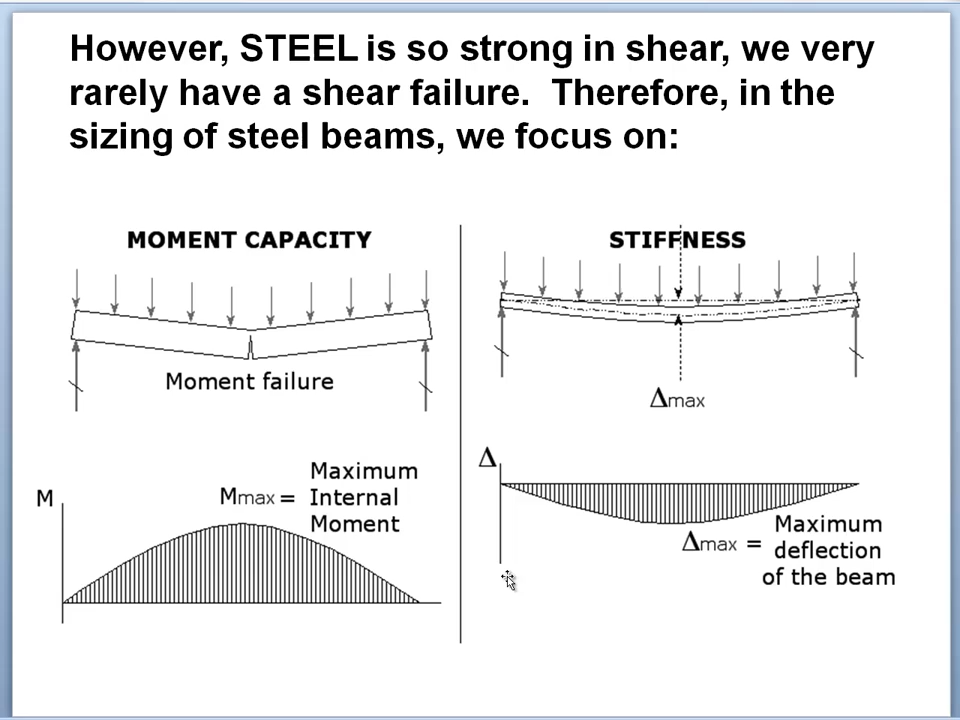 However, STEEL is so strong in shear, we very
rarely have a shear failure.  Therefore, in the
sizing of steel beams, we focus on:
MOMENT CAPACITY
Moment failure
M
Mmax = Maximum
Internal
Moment
STIFFNESS
Δmax
Δ
Δmax = Maximum
deflection
of the beam